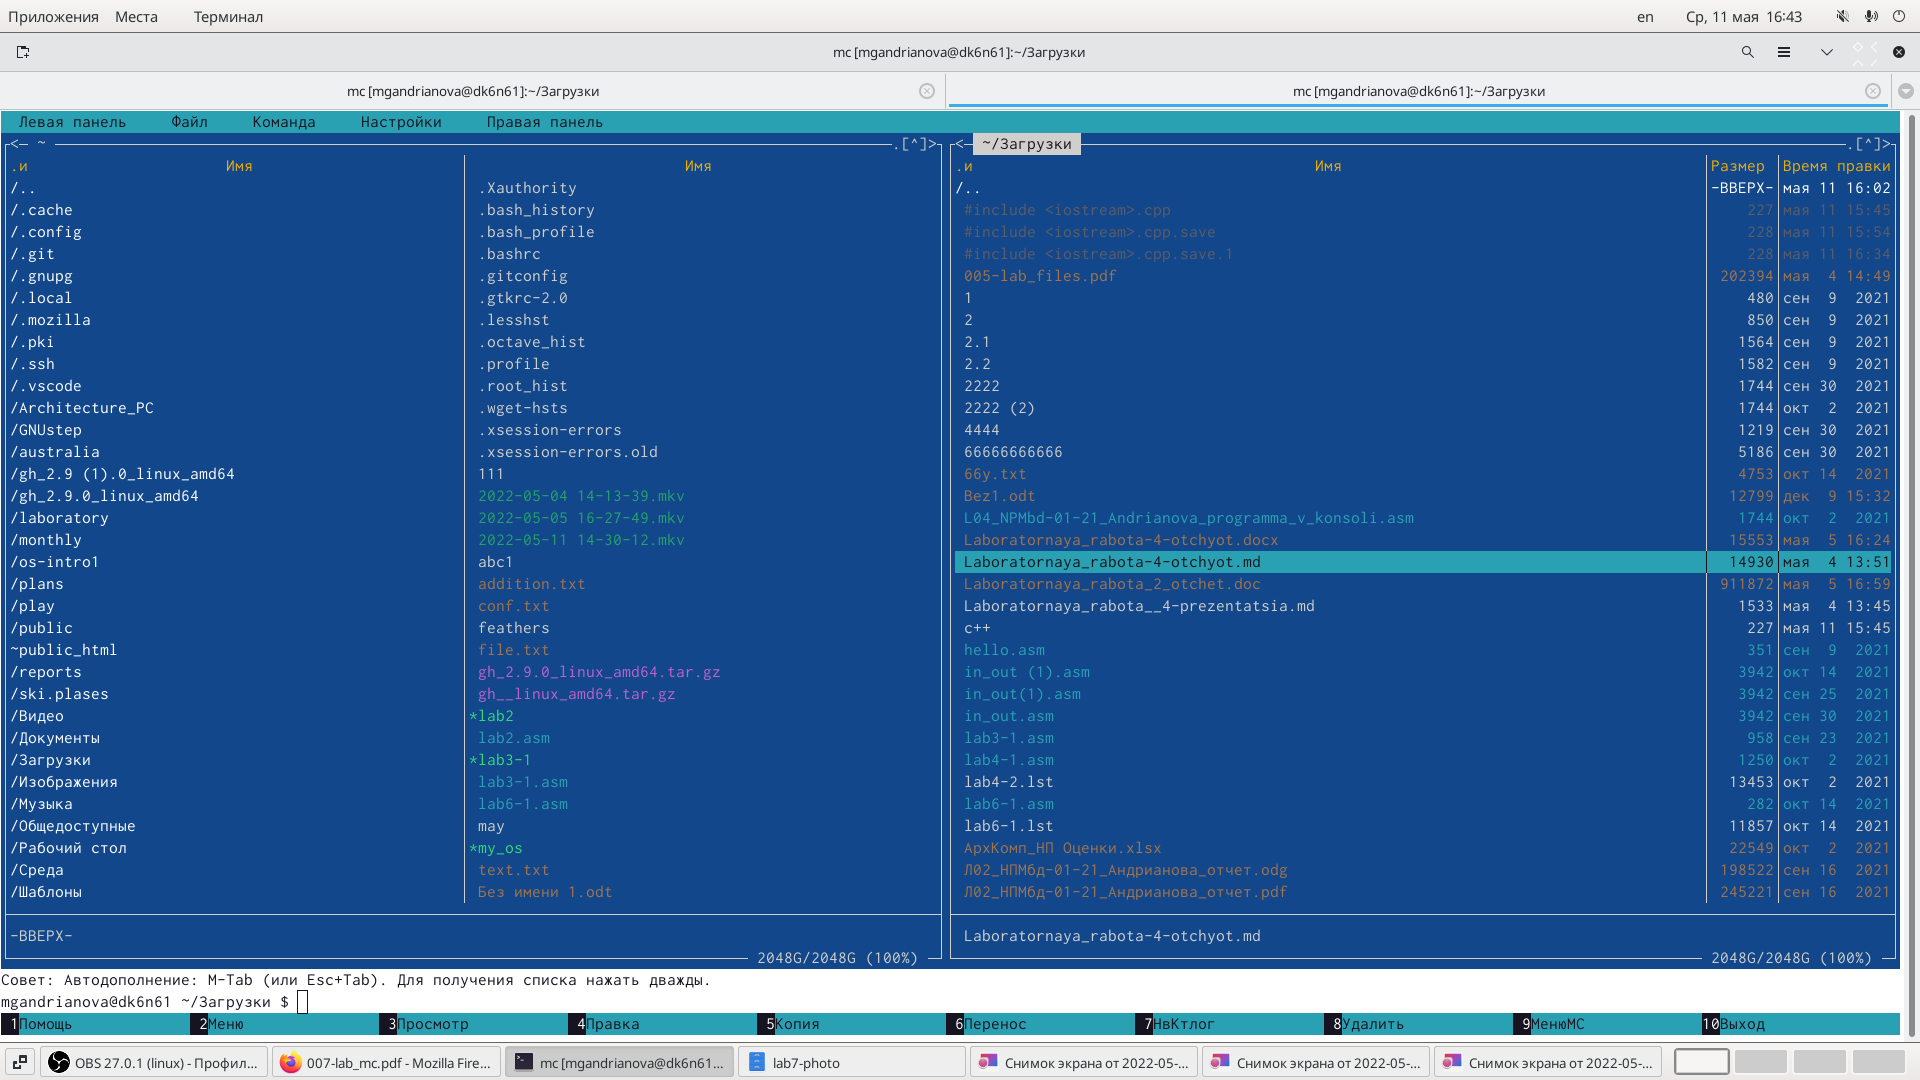 Приложения Места Терминал en Ср, 11 мая 16:43
mc [mgandrianova@dk6n61]:~/Загрузки
mc [mgandrianova@dk6n61]:~/Загрузки mc [mgandrianova@dk6n61]:~/Загрузки
Левая панель Файл Команда Настройки Правая панель
<─ ~ .[^]> <─ ~/Загрузки .[^]>
.и Имя Имя .и Имя Размер Время правки
/.. .Xauthority /.. -ВВЕРХ- мая 11 16:02
/.cache .bash_history #include <iostream>.cpp 227 мая 11 15:45
/.config .bash_profile #include <iostream>.cpp.save 228 мая 11 15:54
/.git .bashrc #include <iostream>.cpp.save.1 228 мая 11 16:34
/.gnupg .gitconfig 005-lab_files.pdf 202394 мая 4 14:49
/.local .gtkrc-2.0 1 480 сен 9 2021
/.mozilla .lesshst 2 850 сен 9 2021
/.pki .octave_hist 2.1 1564 сен 9 2021
/.ssh .profile 2.2 1582 сен 9 2021
/.vscode .root_hist 2222 1744 сен 30 2021
/Architecture_PC .wget-hsts 2222 (2) 1744 окт 2 2021
/GNUstep .xsession-errors 4444 1219 сен 30 2021
/australia .xsession-errors.old 66666666666 5186 сен 30 2021
/gh_2.9 (1).0_linux_amd64 111 66y.txt 4753 окт 14 2021
/gh_2.9.0_linux_amd64 2022-05-04 14-13-39.mkv Bez1.odt 12799 дек 9 15:32
/laboratory 2022-05-05 16-27-49.mkv L04_NPMbd-01-21_Andrianova_programma_v_konsoli.asm 1744 окт 2 2021
/monthly 2022-05-11 14-30-12.mkv Laboratornaya_rabota-4-otchyot.docx 15553 мая 5 16:24
/os-intro1 abc1 Laboratornaya_rabota-4-otchyot.md 14930 мая 4 13:51
/plans addition.txt Laboratornaya_rabota_2_otchet.doc 911872 мая 5 16:59
/play conf.txt Laboratornaya_rabota__4-prezentatsia.md 1533 мая 4 13:45
/public feathers c++ 227 мая 11 15:45
~public_html file.txt hello.asm 351 сен 9 2021
/reports gh_2.9.0_linux_amd64.tar.gz in_out (1).asm 3942 окт 14 2021
/ski.plases gh__linux_amd64.tar.gz in_out(1).asm 3942 сен 25 2021
/Видео *lab2 in_out.asm 3942 сен 30 2021
/Документы lab2.asm lab3-1.asm 958 сен 23 2021
/Загрузки *lab3-1 lab4-1.asm 1250 окт 2 2021
/Изображения lab3-1.asm lab4-2.lst 13453 окт 2 2021
/Музыка lab6-1.asm lab6-1.asm 282 окт 14 2021
/Общедоступные may lab6-1.lst 11857 окт 14 2021
/Рабочий стол *my_os АрхКомп_НП Оценки.xlsx 22549 окт 2 2021
/Среда text.txt Л02_НПМбд-01-21_Андрианова_отчет.odg 198522 сен 16 2021
/Шаблоны Без имени 1.odt Л02_НПМбд-01-21_Андрианова_отчет.pdf 245221 сен 16 2021
-ВВЕРХ- Laboratornaya_rabota-4-otchyot.md
2048G/2048G (100%) 2048G/2048G (100%)
Совет: Автодополнение: M-Tab (или Esc+Tab). Для получения списка нажать дважды.
mgandrianova@dk6n61 ~/Загрузки $
1Помощь 2Меню 3Просмотр 4Правка 5Копия 6Перенос 7НвКтлог 8Удалить 9МенюМС 10Выход
OBS 27.0.1 (linux) - Профил... 007-lab_mc.pdf - Mozilla Fire... mc [mgandrianova@dk6n61... lab7-photo Снимок экрана от 2022-05-... Снимок экрана от 2022-05-... Снимок экрана от 2022-05-...